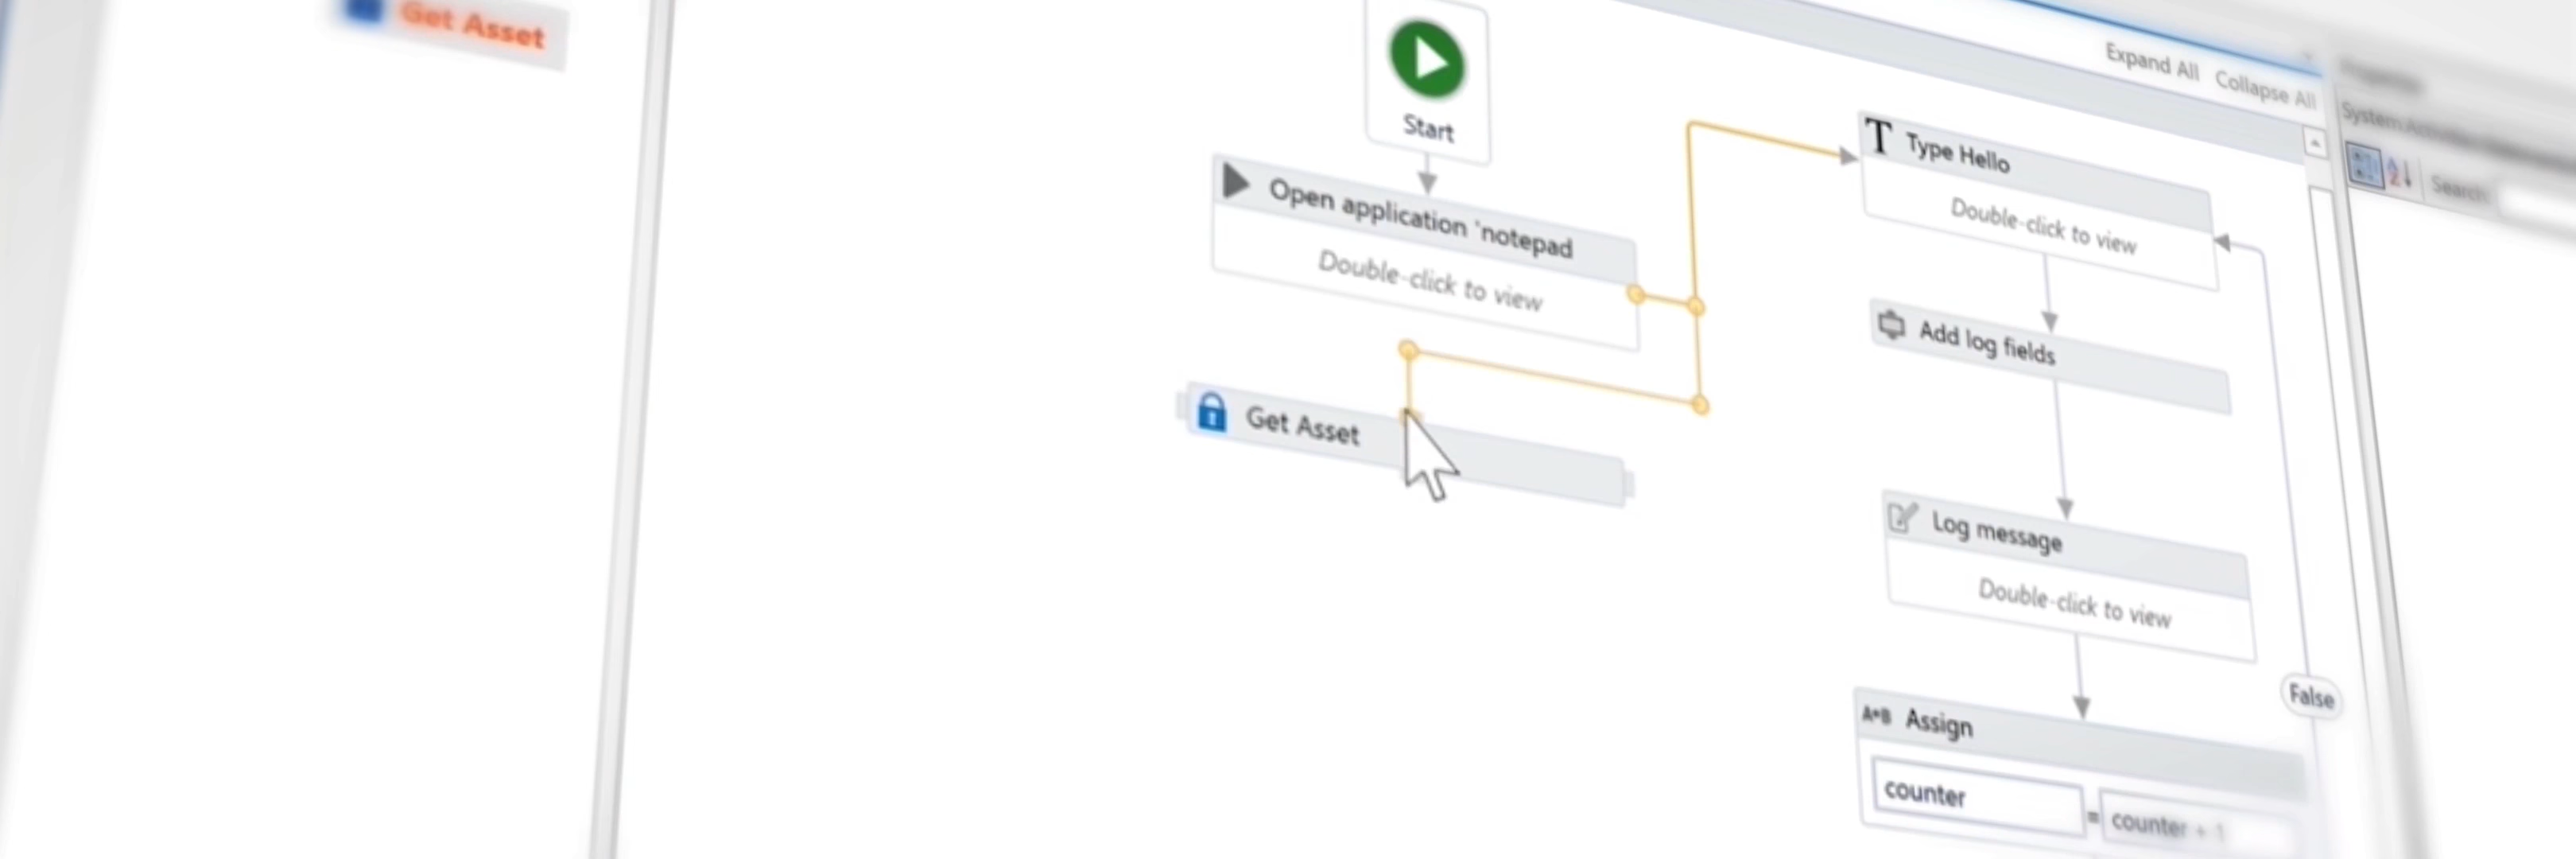 Get Asset
Expand All Collapse All
Start
Open application `notepad
Double-click to view
Get Asset
T Type Hello
Double-click to view
Add log fields
Log message
Double-click to view
False
A*B Assign
counter = counter + 1
Search